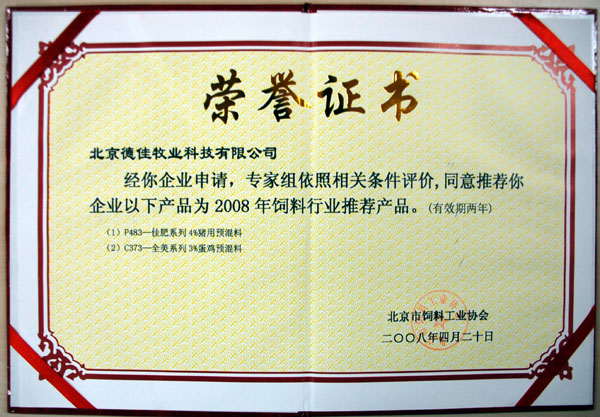 荣誉证书
北京德佳牧业科技有限公司
经你企业申请，专家组依照相关条件评价，同意推荐你
企业以下产品为2008年饲料行业推荐产品。(有效期两年)
（1）P483—佳肥系列4%猪用预混料
（2）C373—全美系列3%蛋鸡预混料
北京市饲料工业协会
二〇〇八年四月二十日